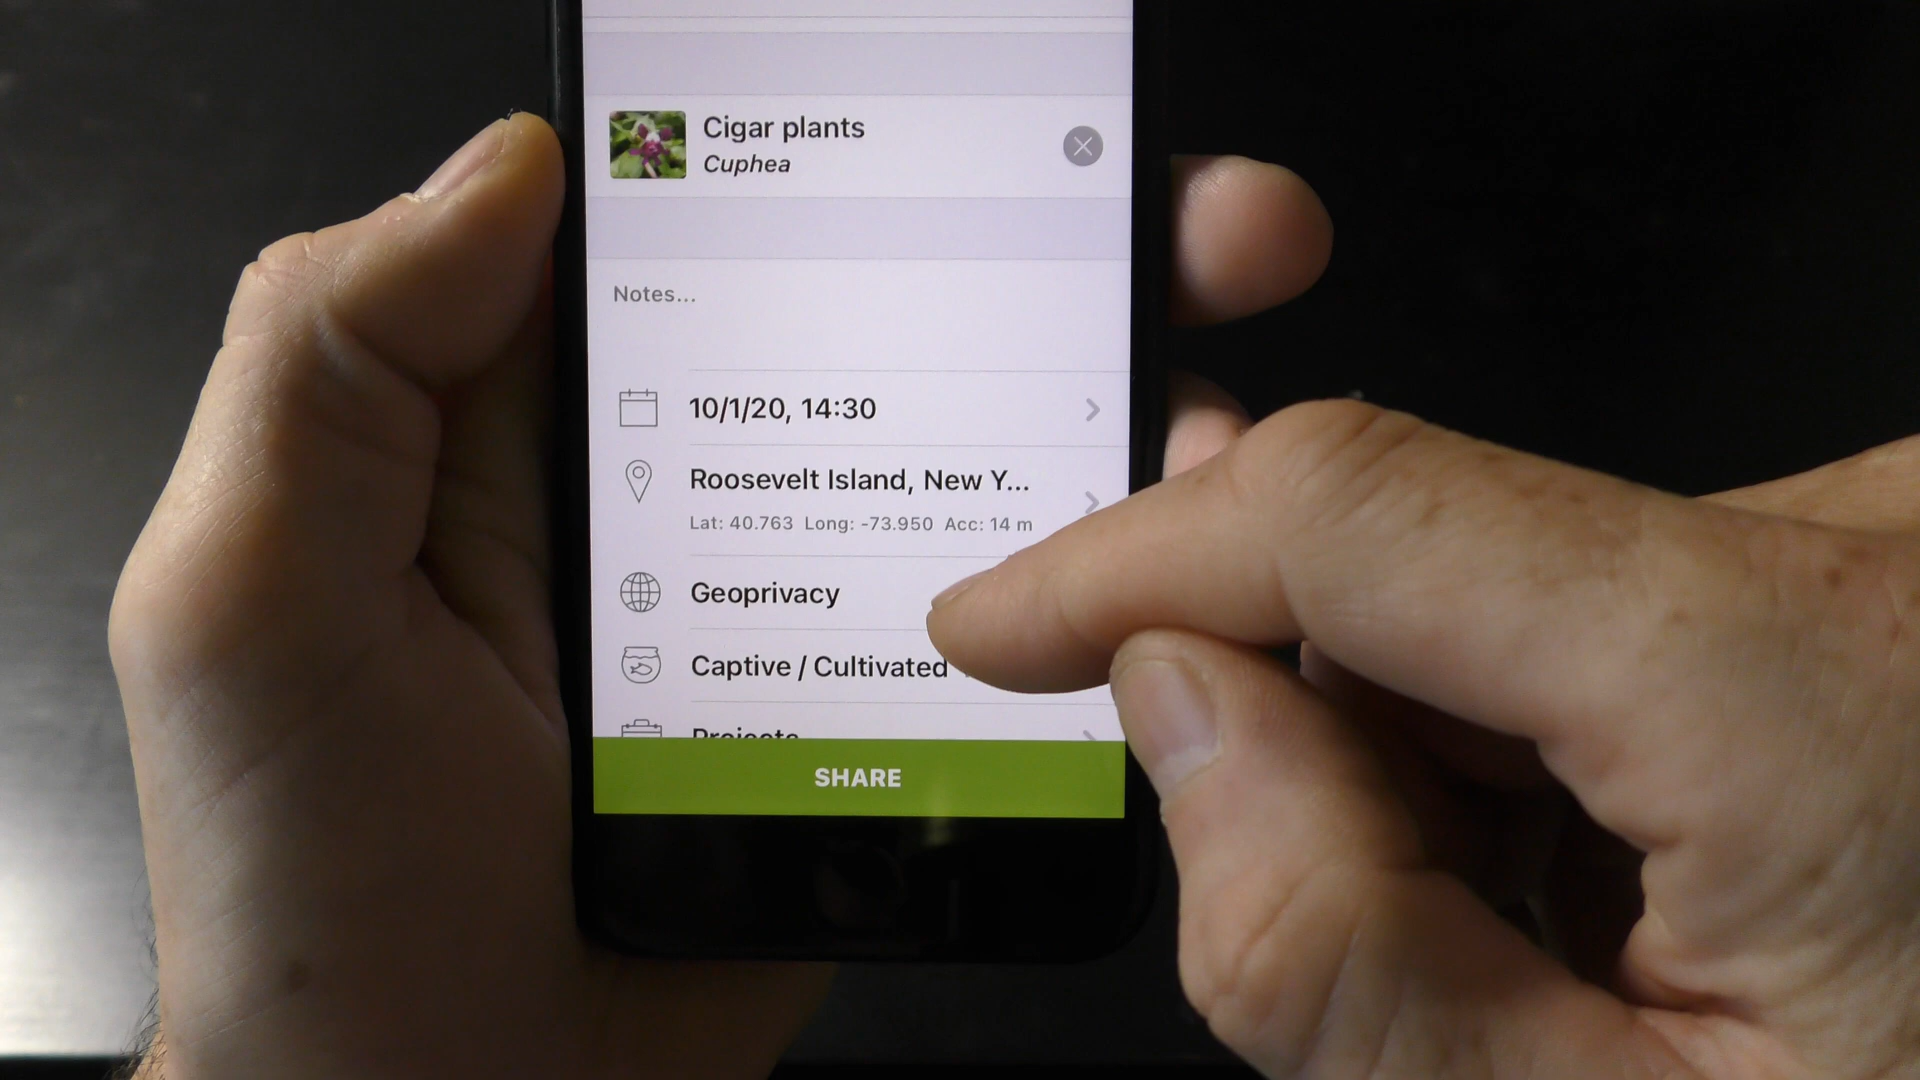 Cigar plants
Cuphea
Notes...
10/1/20, 14:30
Roosevelt Island, New Y...
Lat: 40.763 Long: -73.950 Acc: 14 m
Geoprivacy
Captive / Cultivated
Projects
SHARE